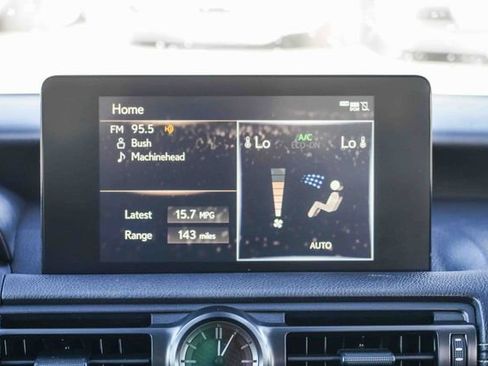 Home
FM 95.5
Bush
Machinehead
Latest 15.7 MPG
Range 143 miles
Lo A/C Lo
ECO-ON
AUTO